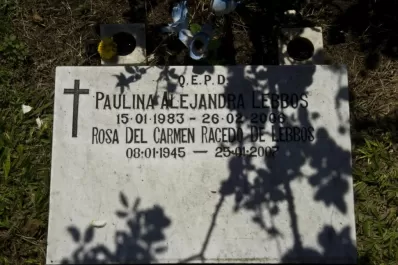 Q.E.P.D.
PAULINA ALEJANDRA LEBBOS
15-01-1983 - 26-02-2006
ROSA DEL CARMEN RACEDO DE LEBBOS
08-01-1945 - 25-01-2007